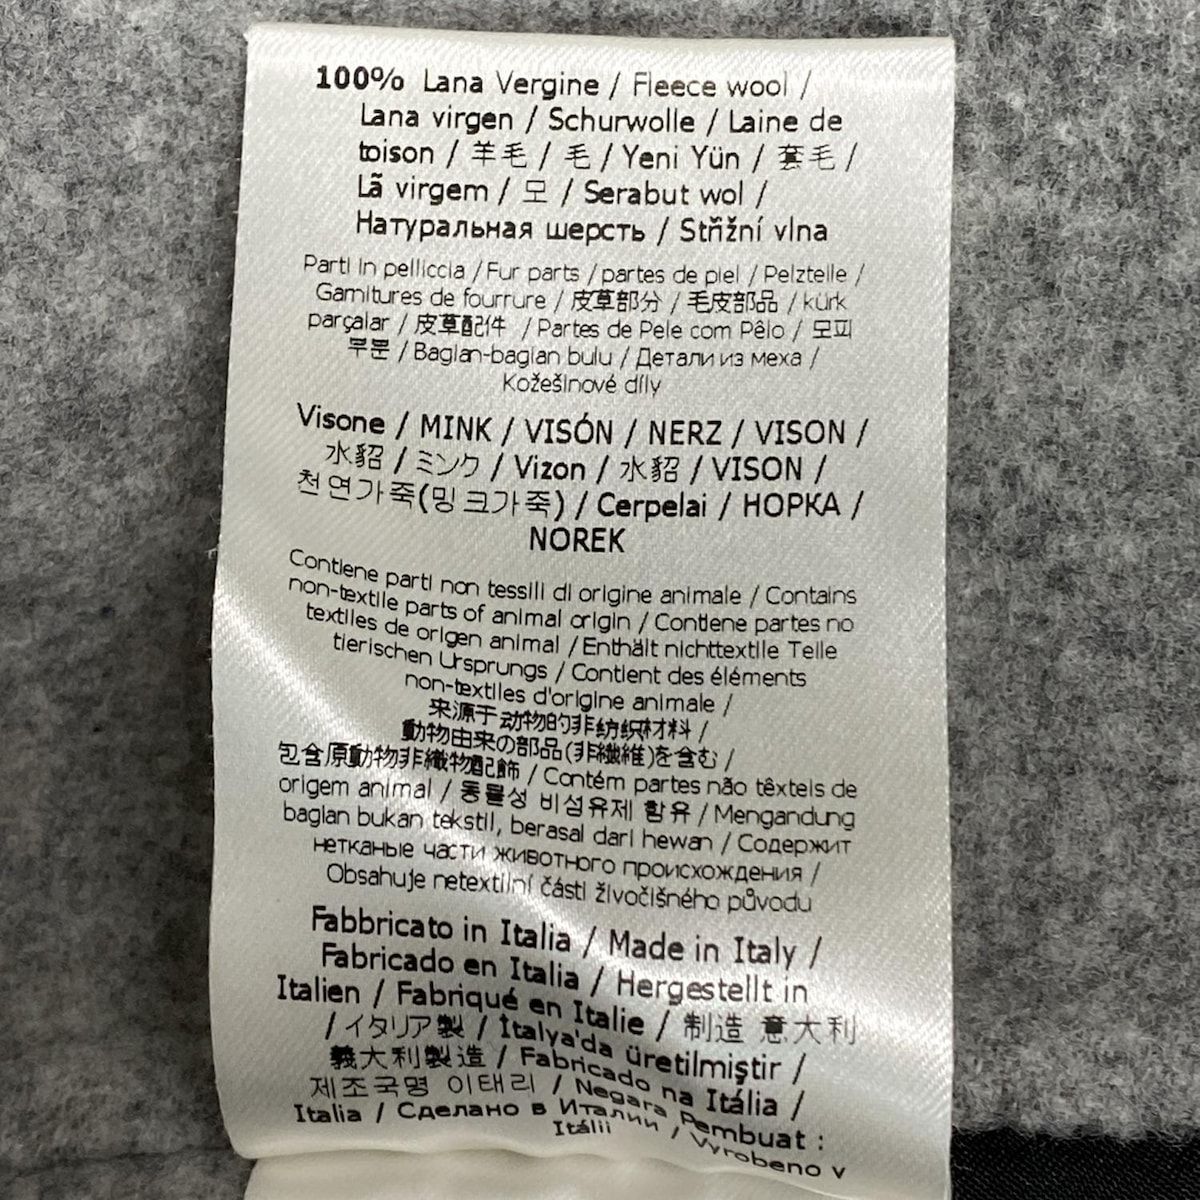 100% Lana Vergine / Fleece wool /
Lana virgen / Schurwolle / Laine de
toison / 羊毛 / 毛 / Yeni Yün / 套毛 /
Lã virgem / 모 / Serabut wol /
Натуральная шерсть / Střižní vlna
Parti in pelliccia / Fur parts / partes de piel / Pelzteile /
Garnitures de fourrure / 皮草部分 / 毛皮部品 / kürk
parçalar / 皮草配件 / Partes de Pele com Pêlo / 모피
부분 / Bagian-bagian bulu / Детали из меха /
Kožešinové díly
Visone / MINK / VISÓN / NERZ / VISON /
水貂 / ミンク / Vizon / 水貂 / VISON /
천연가죽(밍크가죽) / Cerpelai / НОРКА /
NOREK
Contiene parti non tessili di origine animale / Contains
non-textile parts of animal origin / Contiene partes no
textiles de origen animal / Enthält nichttextile Teile
tierischen Ursprungs / Contient des éléments
non-textiles d'origine animale /
来源于动物的非纺织材料 /
動物由来の部品(非繊維)を含む /
包含原動物非織物配飾 / Contém partes não têxteis de
origem animal / 동물성 비섬유제 함유 / Mengandung
bagian bukan tekstil, berasal dari hewan / Содержит
нетканые части животного происхождения /
Obsahuje netextilní části živočišného původu
Fabbricato in Italia / Made in Italy /
Fabricado en Italia / Hergestellt in
Italien / Fabriqué en Italie / 制造 意大利
/ イタリア製 / İtalya'da üretilmiştir /
義大利製造 / Fabricado na Itália /
제조국명 이태리 / Negara Pembuat :
Italia / Сделано в Италии / Vyrobeno v
Itálii